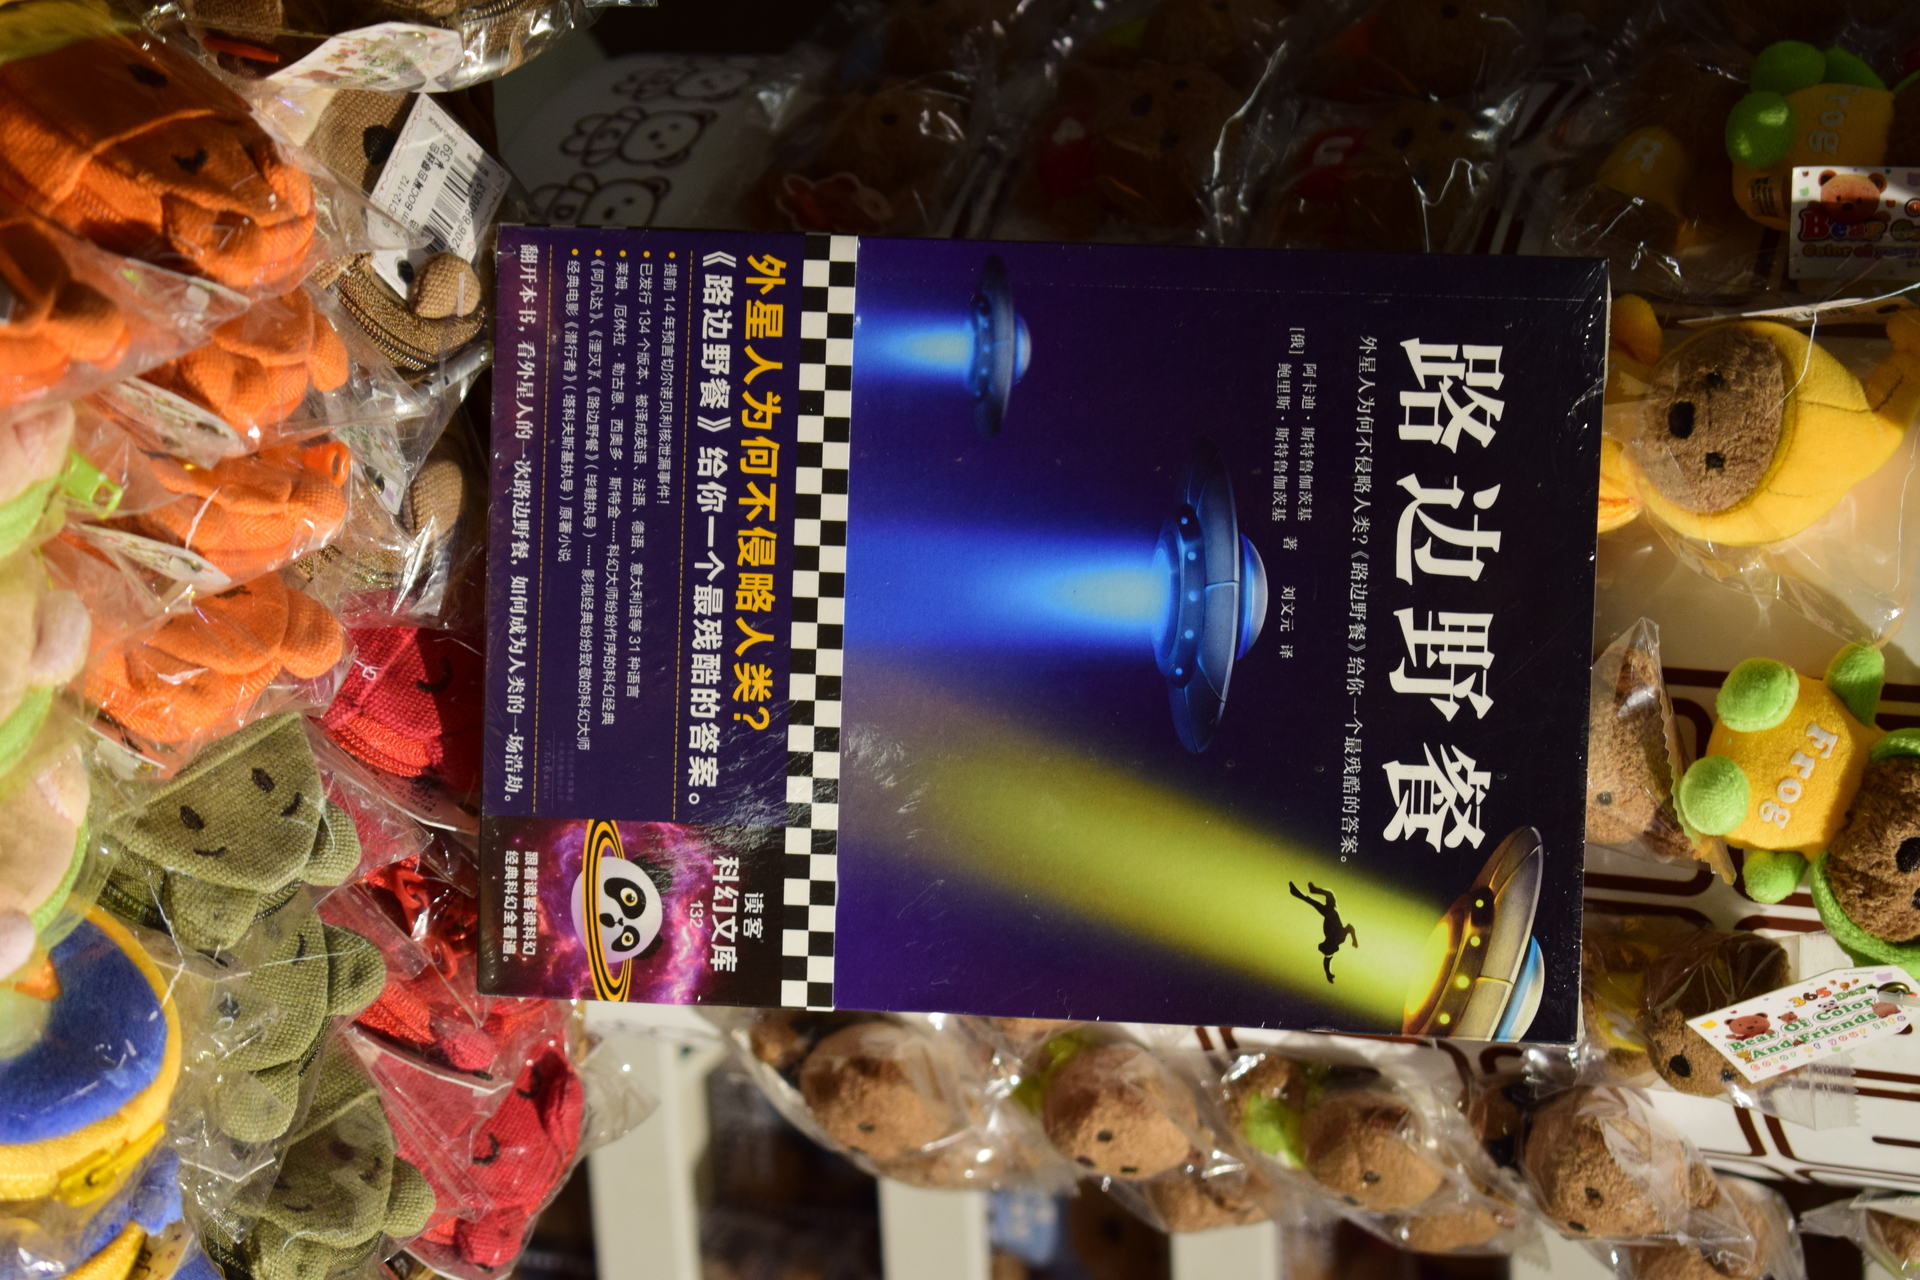 Frog
Frog
Bear Of Color
And Friends
路边野餐
外星人为何不侵略人类？《路边野餐》给你一个最残酷的答案。
[俄] 阿卡迪·斯特鲁伽茨基
鲍里斯·斯特鲁伽茨基 著 刘文元 译
外星人为何不侵略人类？
《路边野餐》给你一个最残酷的答案。
●提前 14 年预言切尔诺贝利核泄漏事件！
●已发行 134 个版本，被译成英语、法语、德语、意大利语等 31 种语言
●莱姆、厄休拉·勒古恩、西奥多·斯特金……科幻大师纷纷作序的科幻经典
●《阿凡达》、《湮灭》、《路边野餐》（毕赣执导）……影视经典纷纷致敬的科幻大师
●经典电影《潜行者》（塔科夫斯基执导）原著小说
翻开本书，看外星人的一次路边野餐，如何成为人类的一场浩劫。
读客
科幻文库
132
跟着读客读科幻，
经典科幻全看遍。